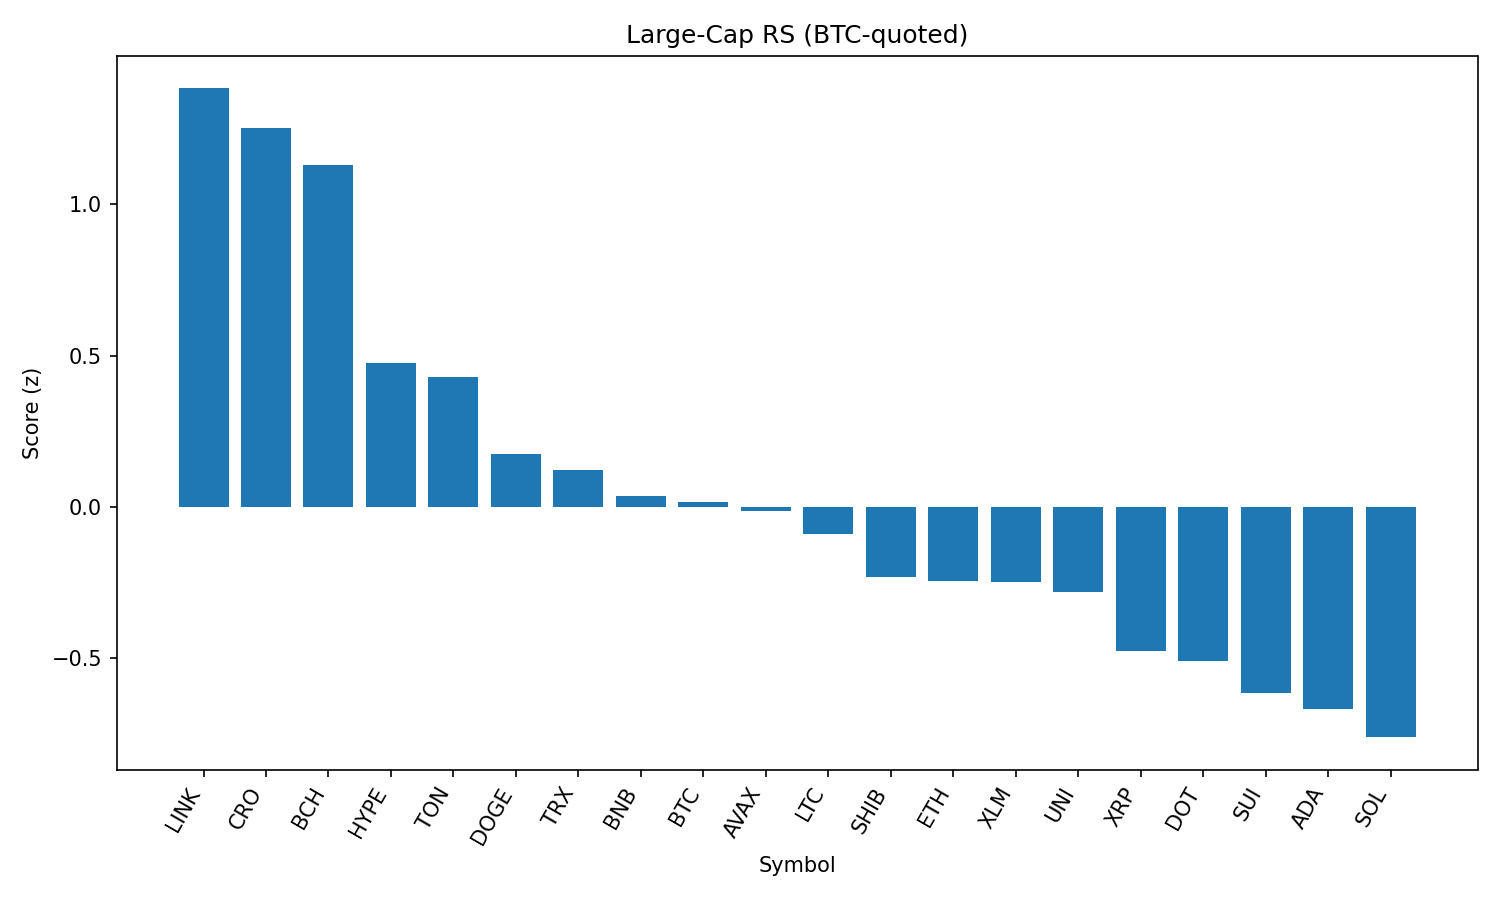 Large-Cap RS (BTC-quoted)
Score (z)
1.0
0.5
0.0
−0.5
LINK
CRO
BCH
HYPE
TON
DOGE
TRX
BNB
BTC
AVAX
LTC
SHIB
ETH
XLM
UNI
XRP
DOT
SUI
ADA
SOL
Symbol